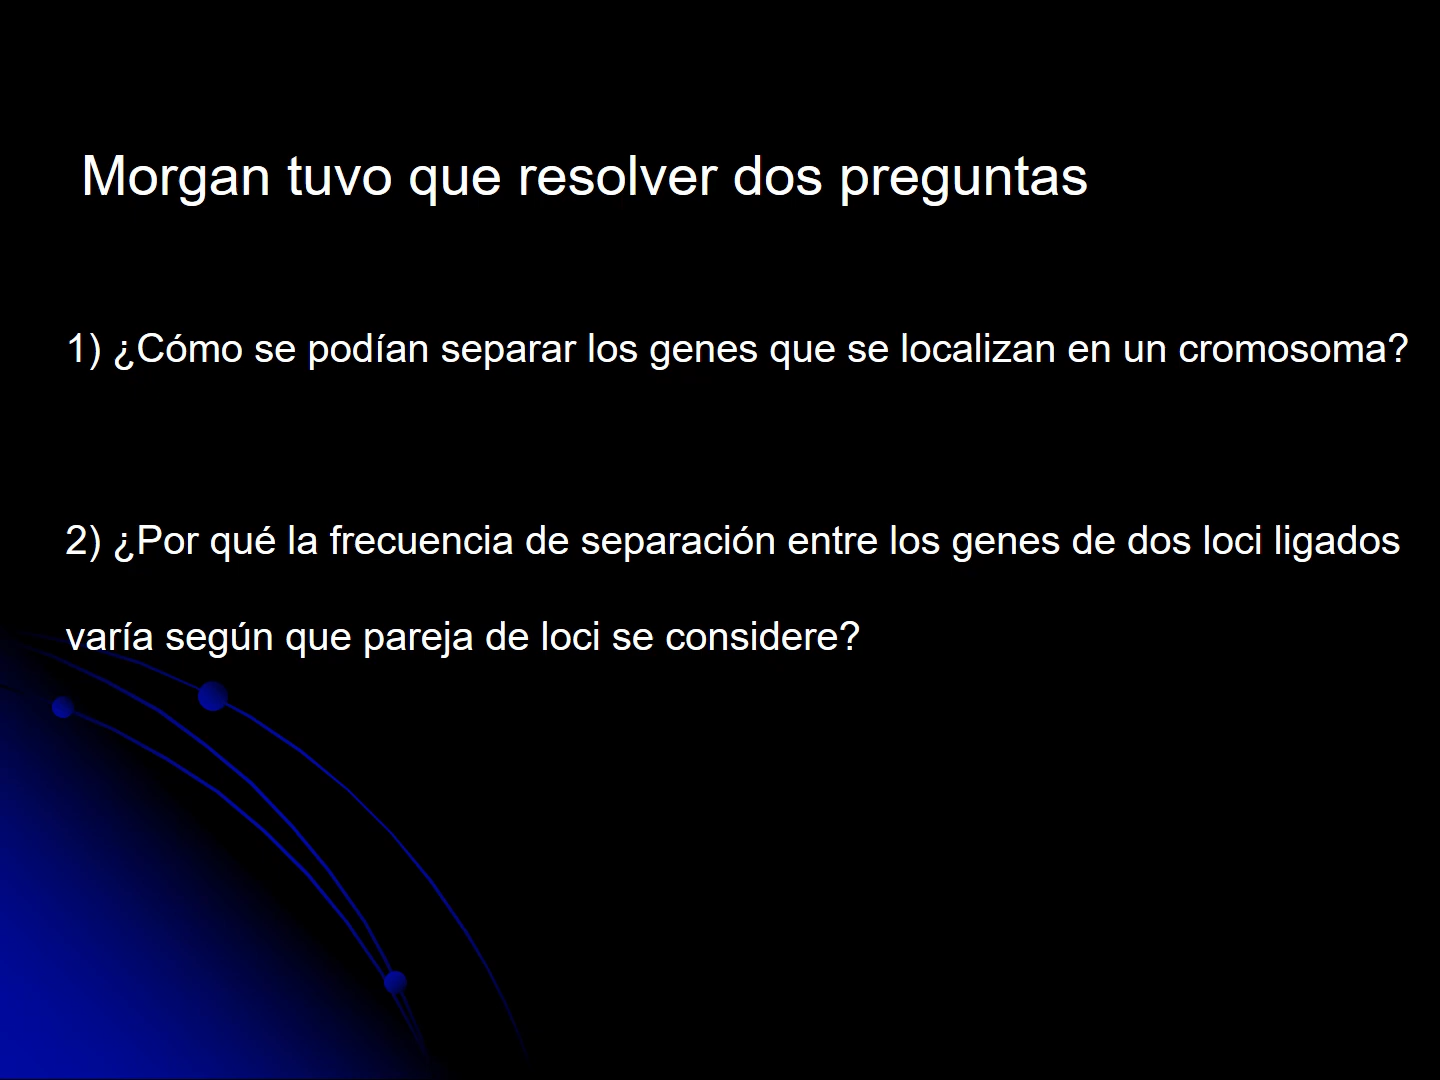 Morgan tuvo que resolver dos preguntas
1) ¿Cómo se podían separar los genes que se localizan en un cromosoma?
2) ¿Por qué la frecuencia de separación entre los genes de dos loci ligados
varía según que pareja de loci se considere?